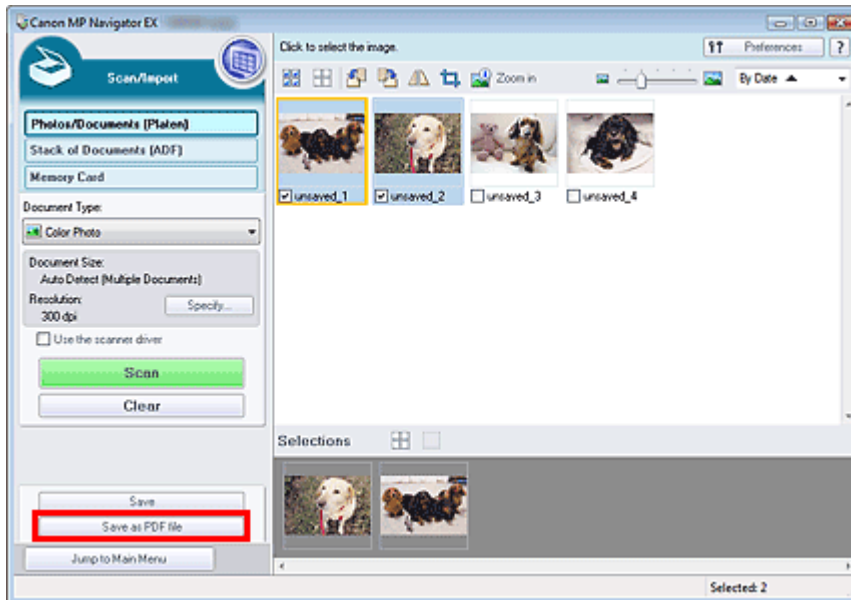 Canon MP Navigator EX
Scan/Import
Photos/Documents (Platen)
Stack of Documents (ADF)
Memory Card
Document Type:
Color Photo
Document Size:
Auto Detect (Multiple Documents)
Resolution:
300 dpi
Specify...
Use the scanner driver
Scan
Clear
Save
Save as PDF file
Jump to Main Menu
Click to select the image.
Preferences
?
Zoom in
By Date
unsaved_1
unsaved_2
unsaved_3
unsaved_4
Selections
Selected: 2